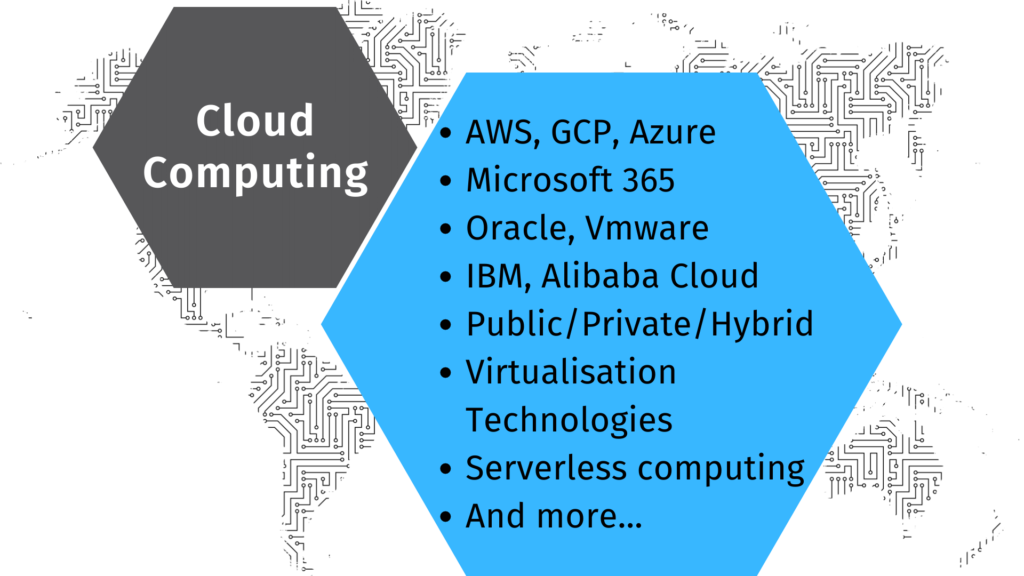 Cloud
Computing
• AWS, GCP, Azure
• Microsoft 365
• Oracle, Vmware
• IBM, Alibaba Cloud
• Public/Private/Hybrid
• Virtualisation
Technologies
• Serverless computing
• And more...